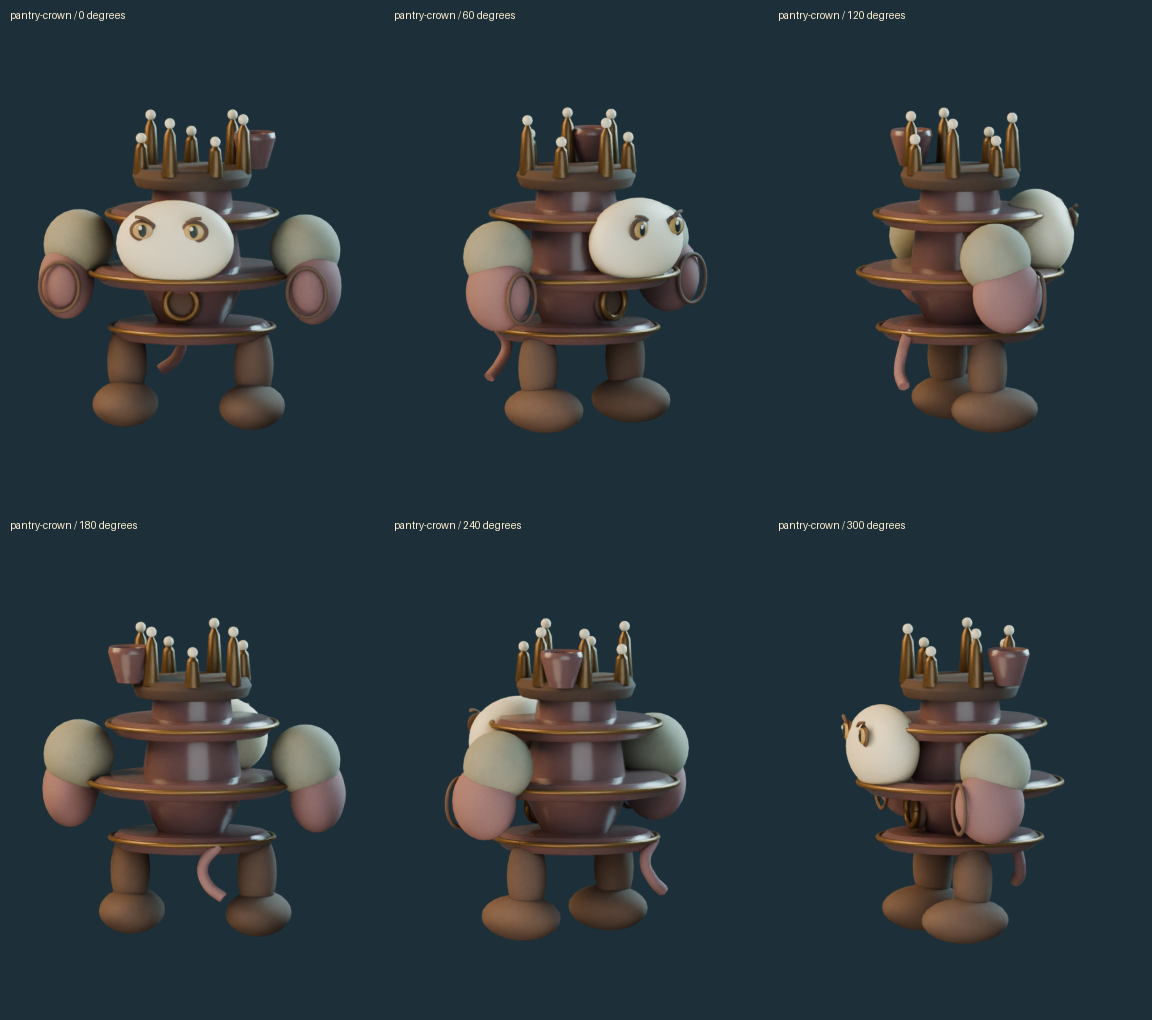 pantry-crown / 0 degrees
pantry-crown / 60 degrees
pantry-crown / 120 degrees
pantry-crown / 180 degrees
pantry-crown / 240 degrees
pantry-crown / 300 degrees